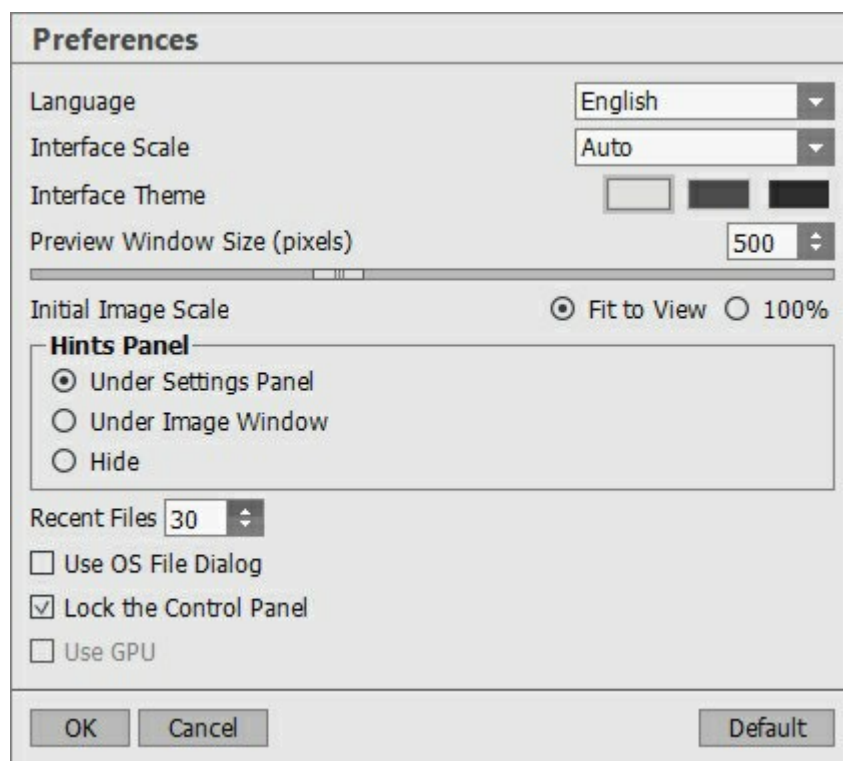 Preferences
Language English
Interface Scale Auto
Interface Theme
Preview Window Size (pixels) 500
Initial Image Scale Fit to View 100%
Hints Panel
Under Settings Panel
Under Image Window
Hide
Recent Files 30
Use OS File Dialog
Lock the Control Panel
Use GPU
OK Cancel Default